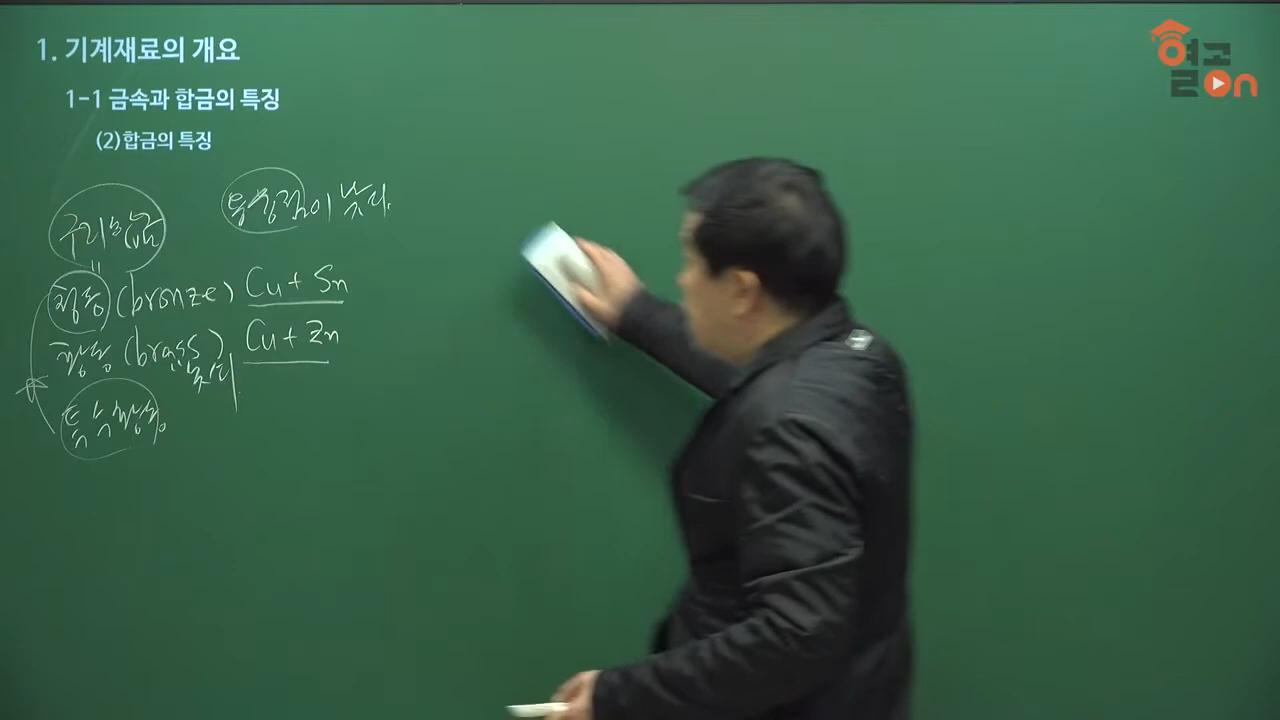 1. 기계재료의 개요
1-1 금속과 합금의 특징
(2)합금의 특징
열고
On
용융점이 낮다.
구리합금
청동 (bronze) Cu + Sn
황동 (brass) Cu + Zn
놋쇠
특수황동